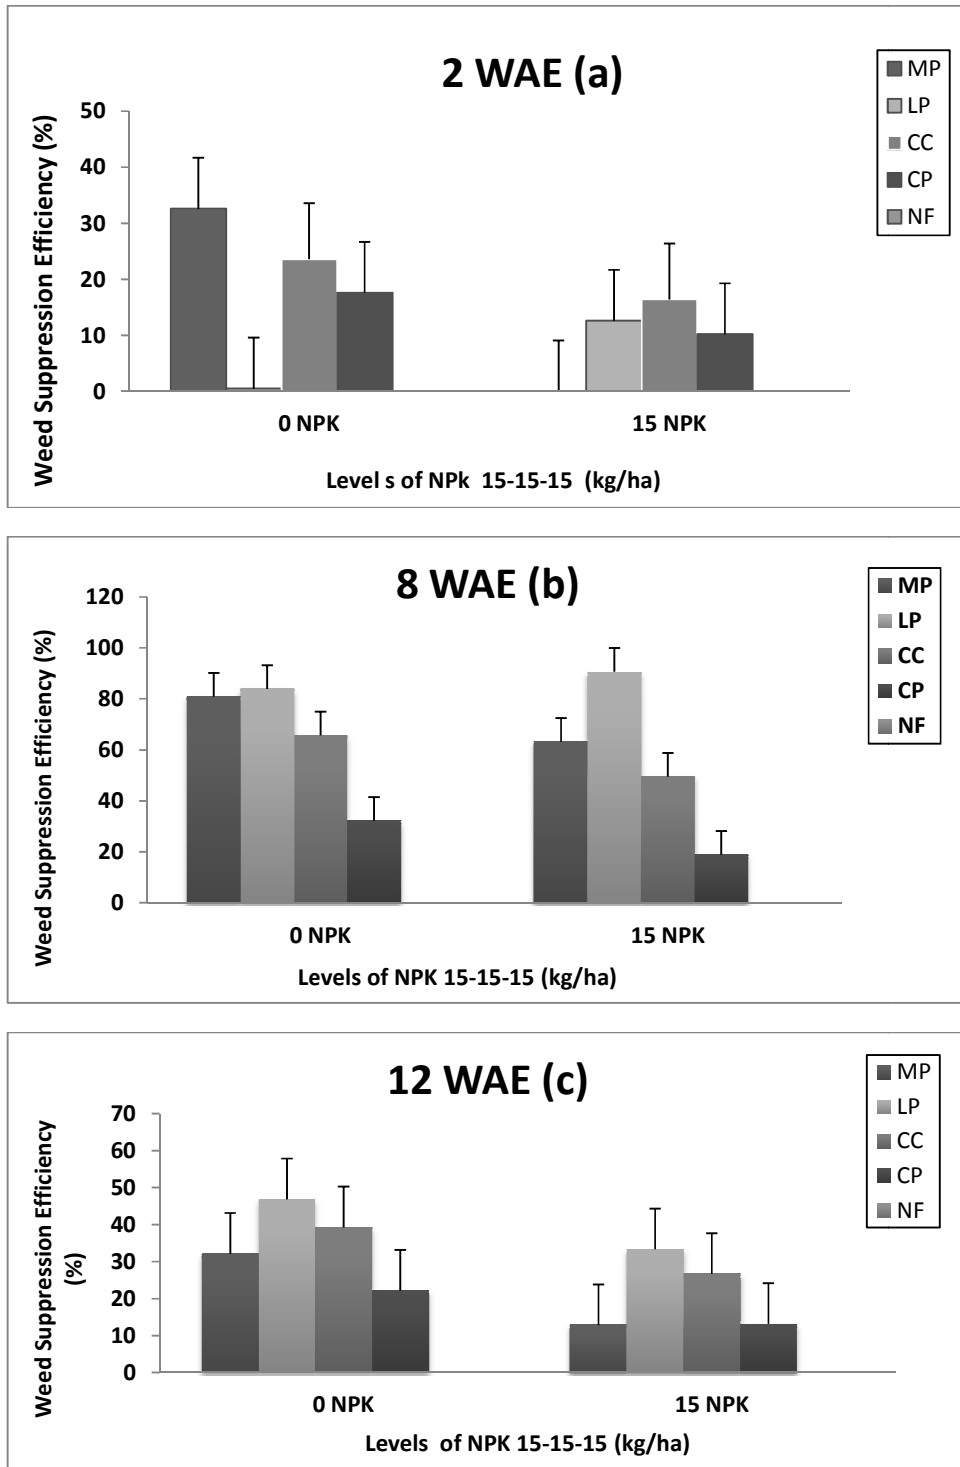 2 WAE (a)
Weed Suppression Efficiency (%)
50
40
30
20
10
0
0 NPK
15 NPK
Level s of NPk 15-15-15 (kg/ha)
MP
LP
CC
CP
NF
8 WAE (b)
Weed Suppression Efficiency (%)
120
100
80
60
40
20
0
0 NPK
15 NPK
Levels of NPK 15-15-15 (kg/ha)
MP
LP
CC
CP
NF
12 WAE (c)
Weed Suppression Efficiency
(%)
70
60
50
40
30
20
10
0
0 NPK
15 NPK
Levels of NPK 15-15-15 (kg/ha)
MP
LP
CC
CP
NF